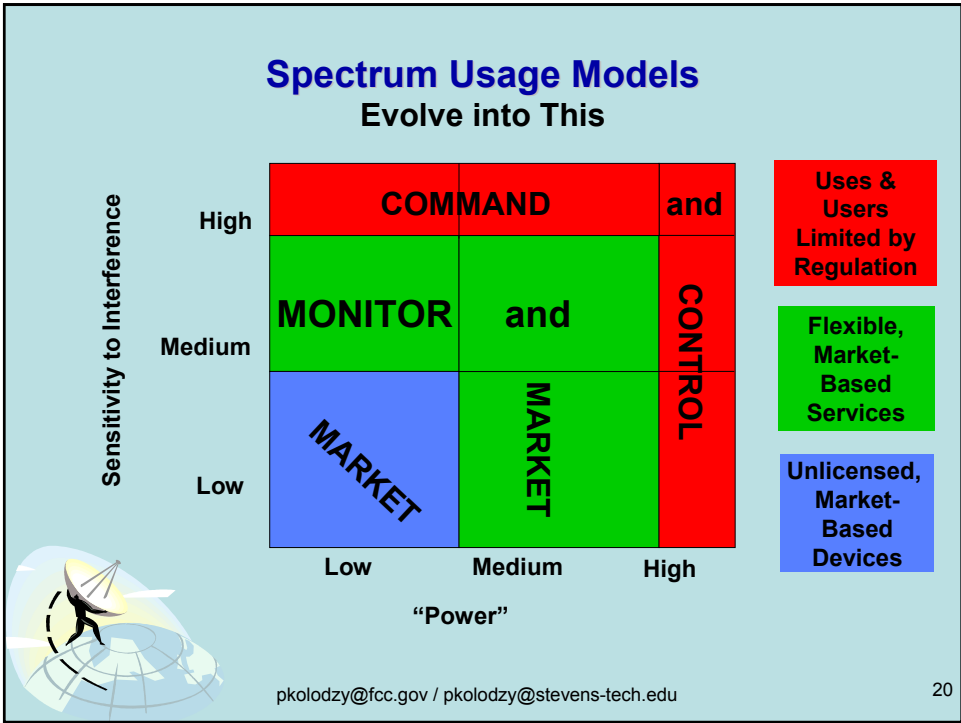 Spectrum Usage Models
Evolve into This
Sensitivity to Interference
High
Medium
Low
COMMAND and
CONTROL
MONITOR and
MARKET
MARKET
Low Medium High
“Power”
Uses &
Users
Limited by
Regulation
Flexible,
Market-
Based
Services
Unlicensed,
Market-
Based
Devices
pkolodzy@fcc.gov / pkolodzy@stevens-tech.edu
20